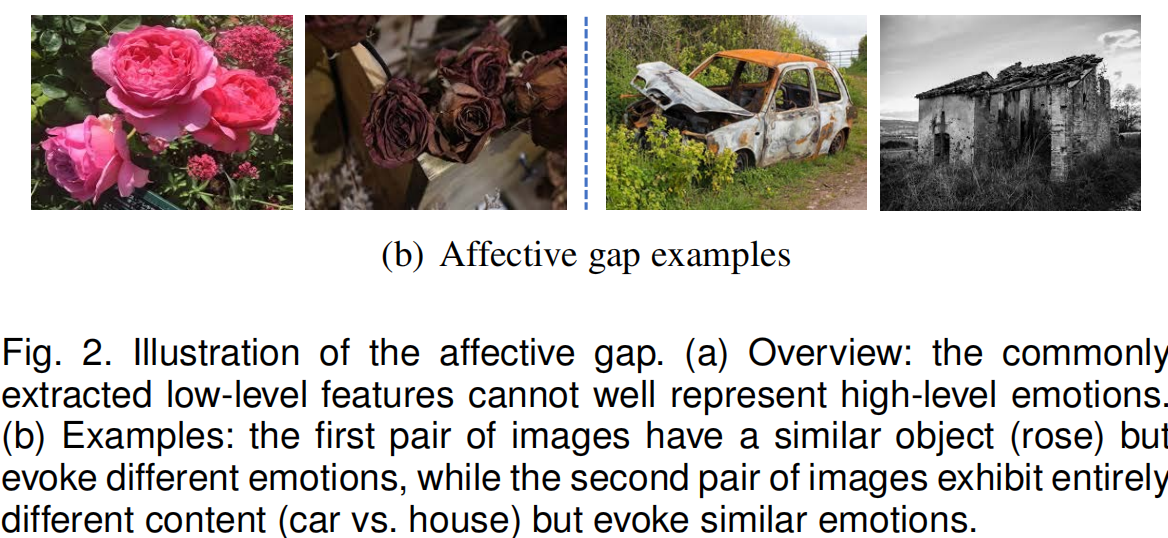 (b) Affective gap examples
Fig. 2. Illustration of the affective gap. (a) Overview: the commonly
extracted low-level features cannot well represent high-level emotions.
(b) Examples: the first pair of images have a similar object (rose) but
evoke different emotions, while the second pair of images exhibit entirely
different content (car vs. house) but evoke similar emotions.